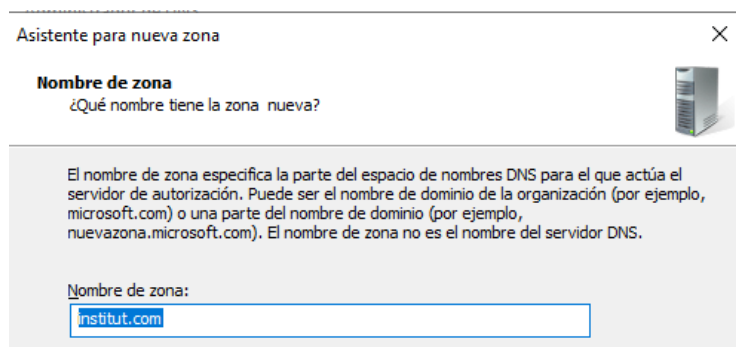 Asistente para nueva zona
Nombre de zona
¿Qué nombre tiene la zona nueva?
El nombre de zona especifica la parte del espacio de nombres DNS para el que actúa el
servidor de autorización. Puede ser el nombre de dominio de la organización (por ejemplo,
microsoft.com) o una parte del nombre de dominio (por ejemplo,
nuevazona.microsoft.com). El nombre de zona no es el nombre del servidor DNS.
Nombre de zona:
institut.com